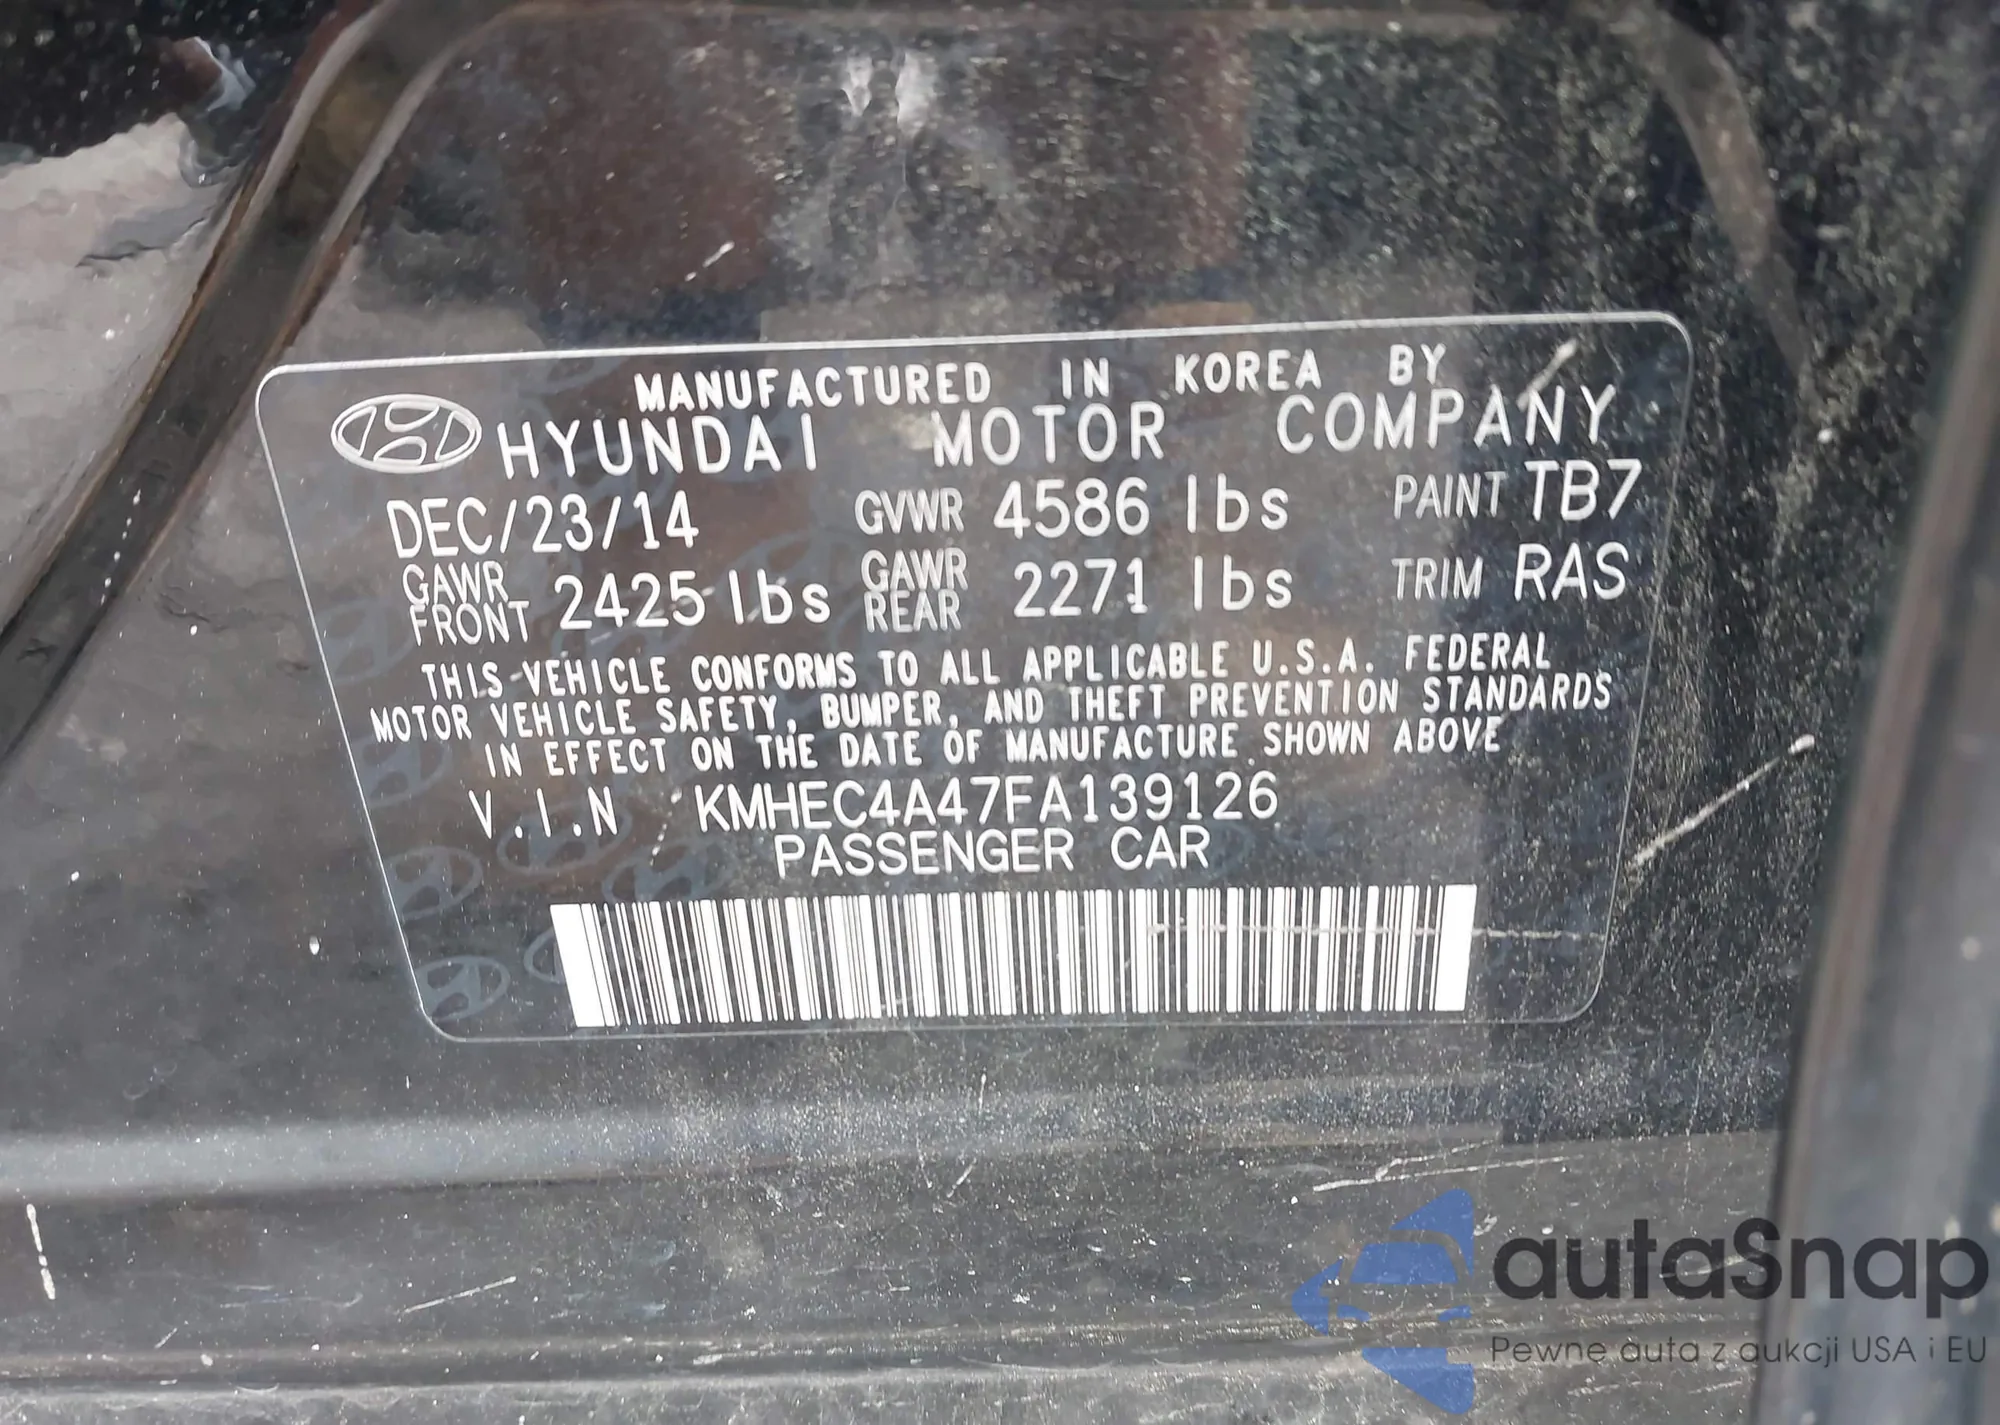 MANUFACTURED IN KOREA BY
HYUNDAI MOTOR COMPANY
DEC/23/14 GVWR 4586 lbs PAINT TB7
GAWR FRONT 2425 lbs GAWR REAR 2271 lbs TRIM RAS
THIS VEHICLE CONFORMS TO ALL APPLICABLE U.S.A. FEDERAL
MOTOR VEHICLE SAFETY, BUMPER, AND THEFT PREVENTION STANDARDS
IN EFFECT ON THE DATE OF MANUFACTURE SHOWN ABOVE
V.I.N KMHEC4A47FA139126
PASSENGER CAR
autaSnap
Pewne auta z aukcji USA i EU